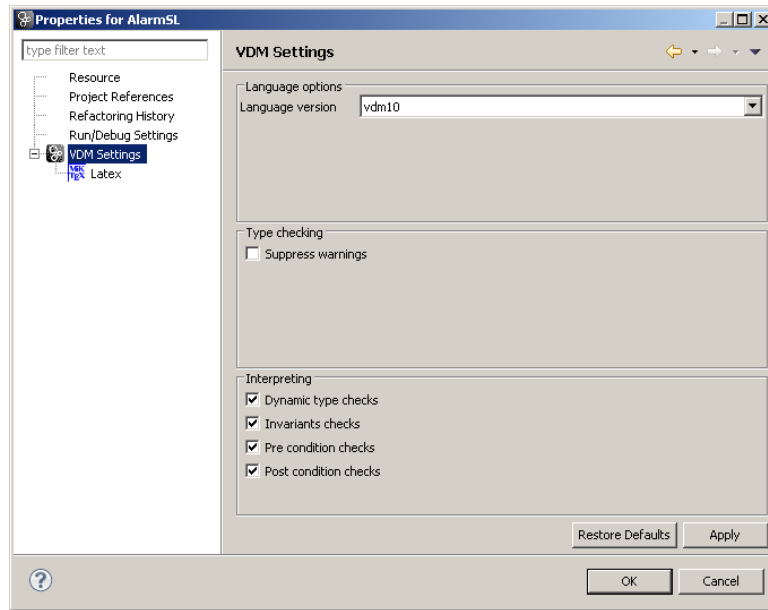 Properties for AlarmSL
type filter text
Resource
Project References
Refactoring History
Run/Debug Settings
VDM Settings
MiK
TEX
Latex
VDM Settings
Language options
Language version vdm10
Type checking
Suppress warnings
Interpreting
Dynamic type checks
Invariants checks
Pre condition checks
Post condition checks
Restore Defaults Apply
? OK Cancel